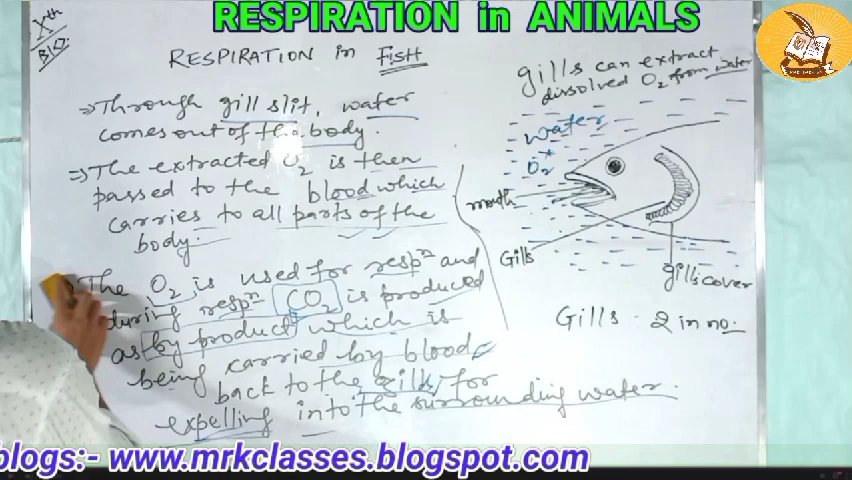 RESPIRATION in ANIMALS
Xth
BIO.
RESPIRATION in FISH
⇒ Through gill slit, water
comes out of the body.
⇒ The extracted O2 is then
passed to the blood which
carries to all parts of the
body.
The O2 is used for respn and
during respn CO2 is produced
as by product which is
being carried by blood
back to the gills, for
expelling into the surrounding water.
gills can extract
dissolved O2 from water
water
+
O2
mouth
Gills
gills cover
Gills - 2 in no.
blogs:- www.mrkclasses.blogspot.com